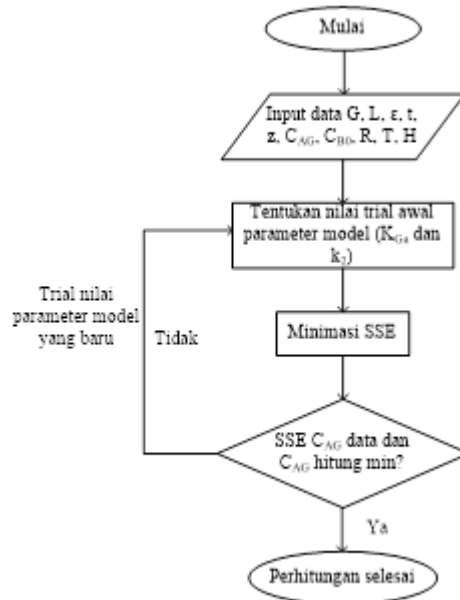 Mulai
Input data G, L, ε, t,
z, C_AG, C_B0, R, T, H
Tentukan nilai trial awal
parameter model (K_Ga dan
k_2)
Trial nilai
parameter model
yang baru
Tidak
Minimasi SSE
SSE C_AG data dan
C_AG hitung min?
Ya
Perhitungan selesai